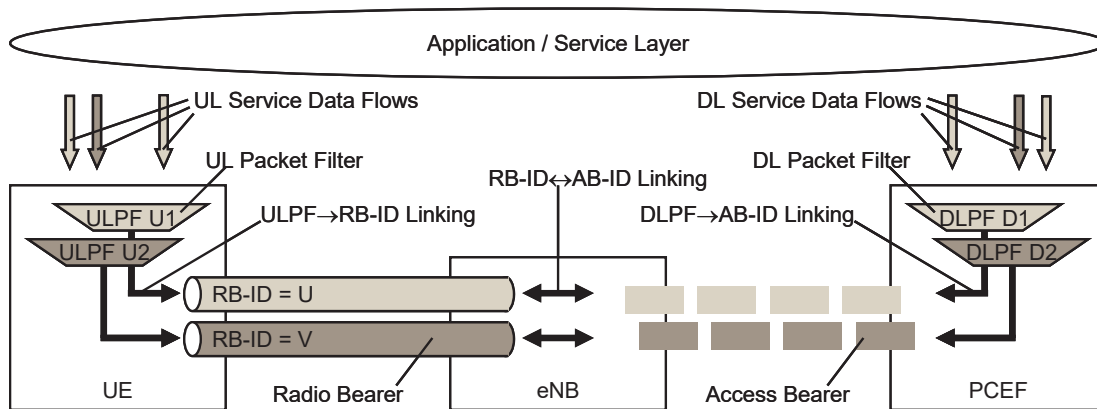 Application / Service Layer
UL Service Data Flows
DL Service Data Flows
UL Packet Filter
DL Packet Filter
RB-ID↔AB-ID Linking
ULPF U1
ULPF→RB-ID Linking
DLPF→AB-ID Linking
DLPF D1
ULPF U2
DLPF D2
RB-ID = U
RB-ID = V
UE
Radio Bearer
eNB
Access Bearer
PCEF